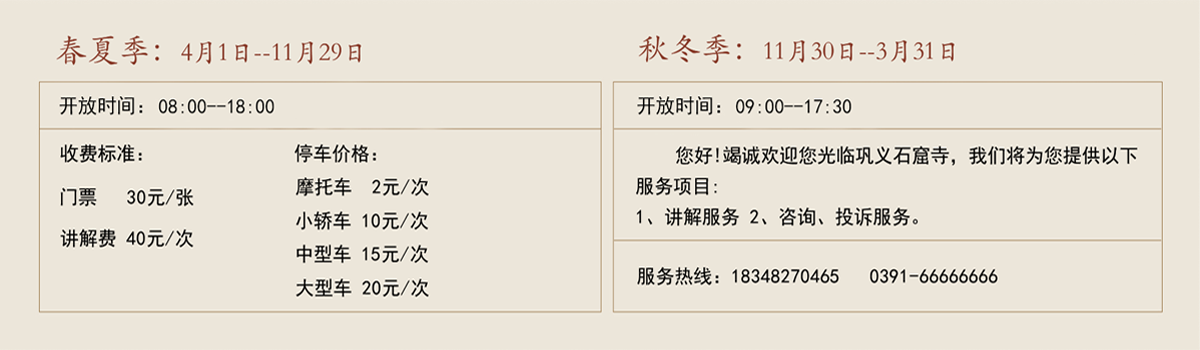 春夏季：4月1日--11月29日
开放时间：08:00--18:00
收费标准：
门票 30元/张
讲解费 40元/次
停车价格：
摩托车 2元/次
小轿车 10元/次
中型车 15元/次
大型车 20元/次
秋冬季：11月30日--3月31日
开放时间：09:00--17:30
您好!竭诚欢迎您光临巩义石窟寺，我们将为您提供以下
服务项目:
1、讲解服务 2、咨询、投诉服务。
服务热线：18348270465 0391-66666666